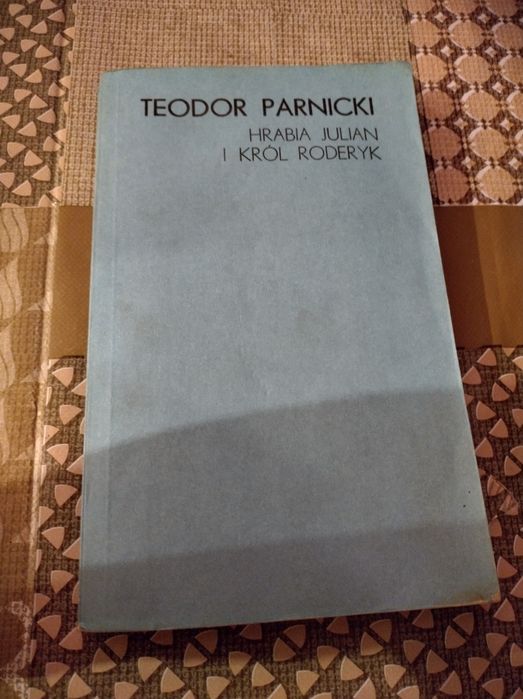 TEODOR PARNICKI
HRABIA JULIAN
I KRÓL RODERYK